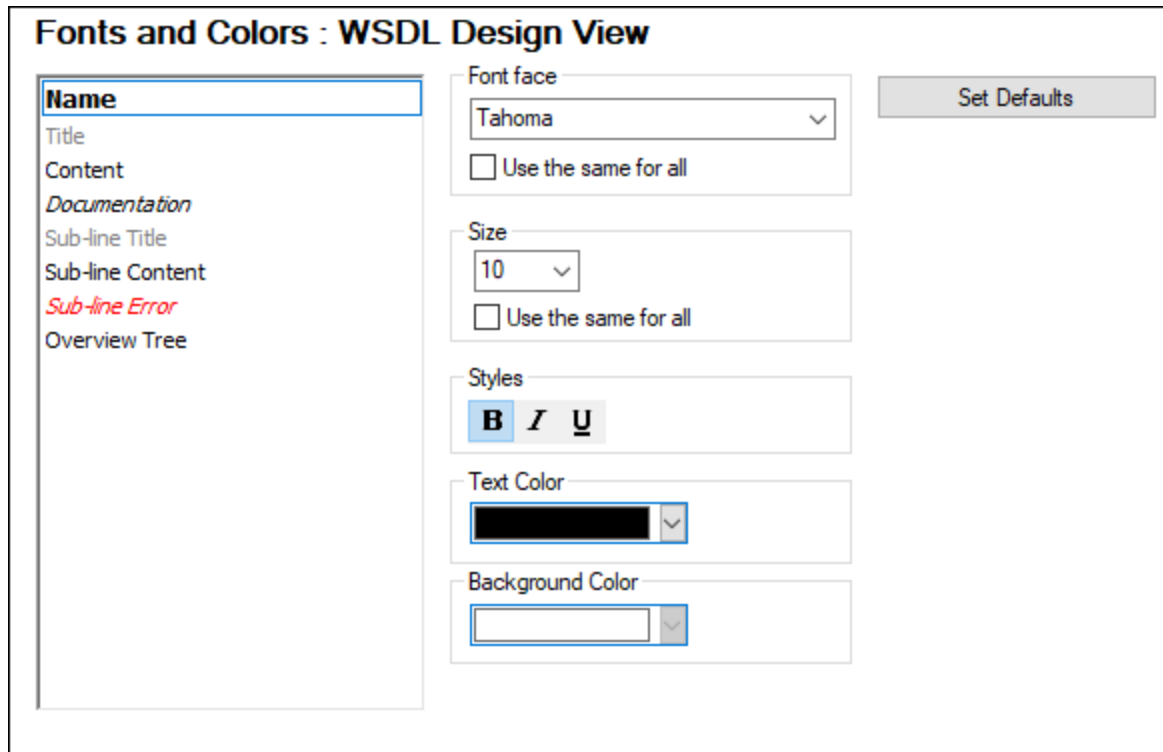 Fonts and Colors : WSDL Design View
Name
Title
Content
Documentation
Sub-line Title
Sub-line Content
Sub-line Error
Overview Tree
Font face
Tahoma
Use the same for all
Size
10
Use the same for all
Styles
B I U
Text Color
Background Color
Set Defaults